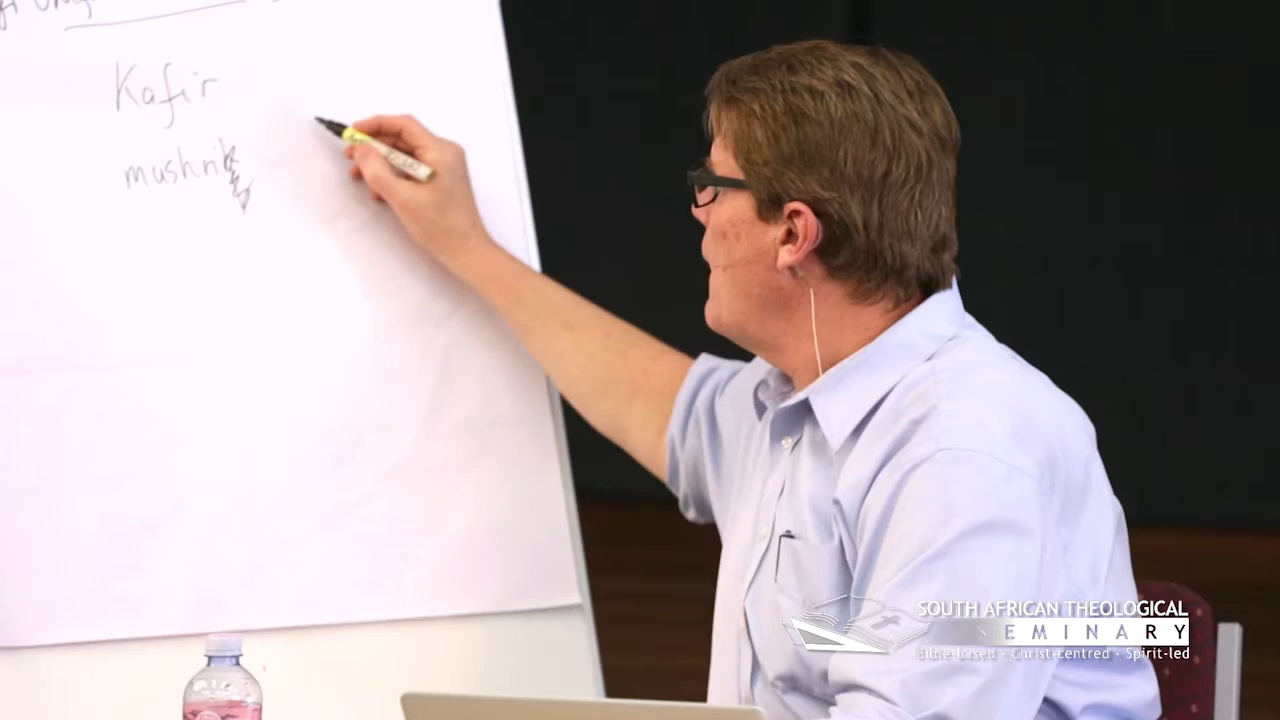 Kafir
mushrik
SOUTH AFRICAN THEOLOGICAL
SEMINARY
Bible-based · Christ-centred · Spirit-led